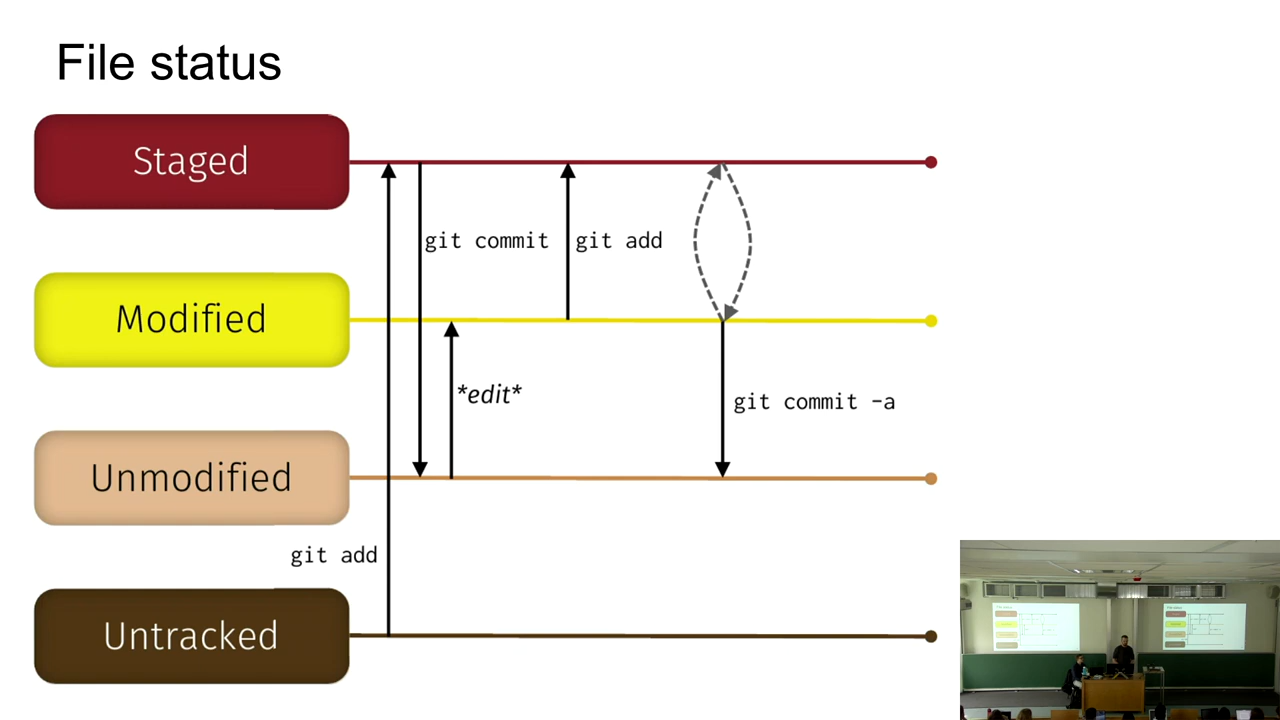 File status
Staged
git commit
git add
Modified
*edit*
git commit -a
Unmodified
git add
Untracked